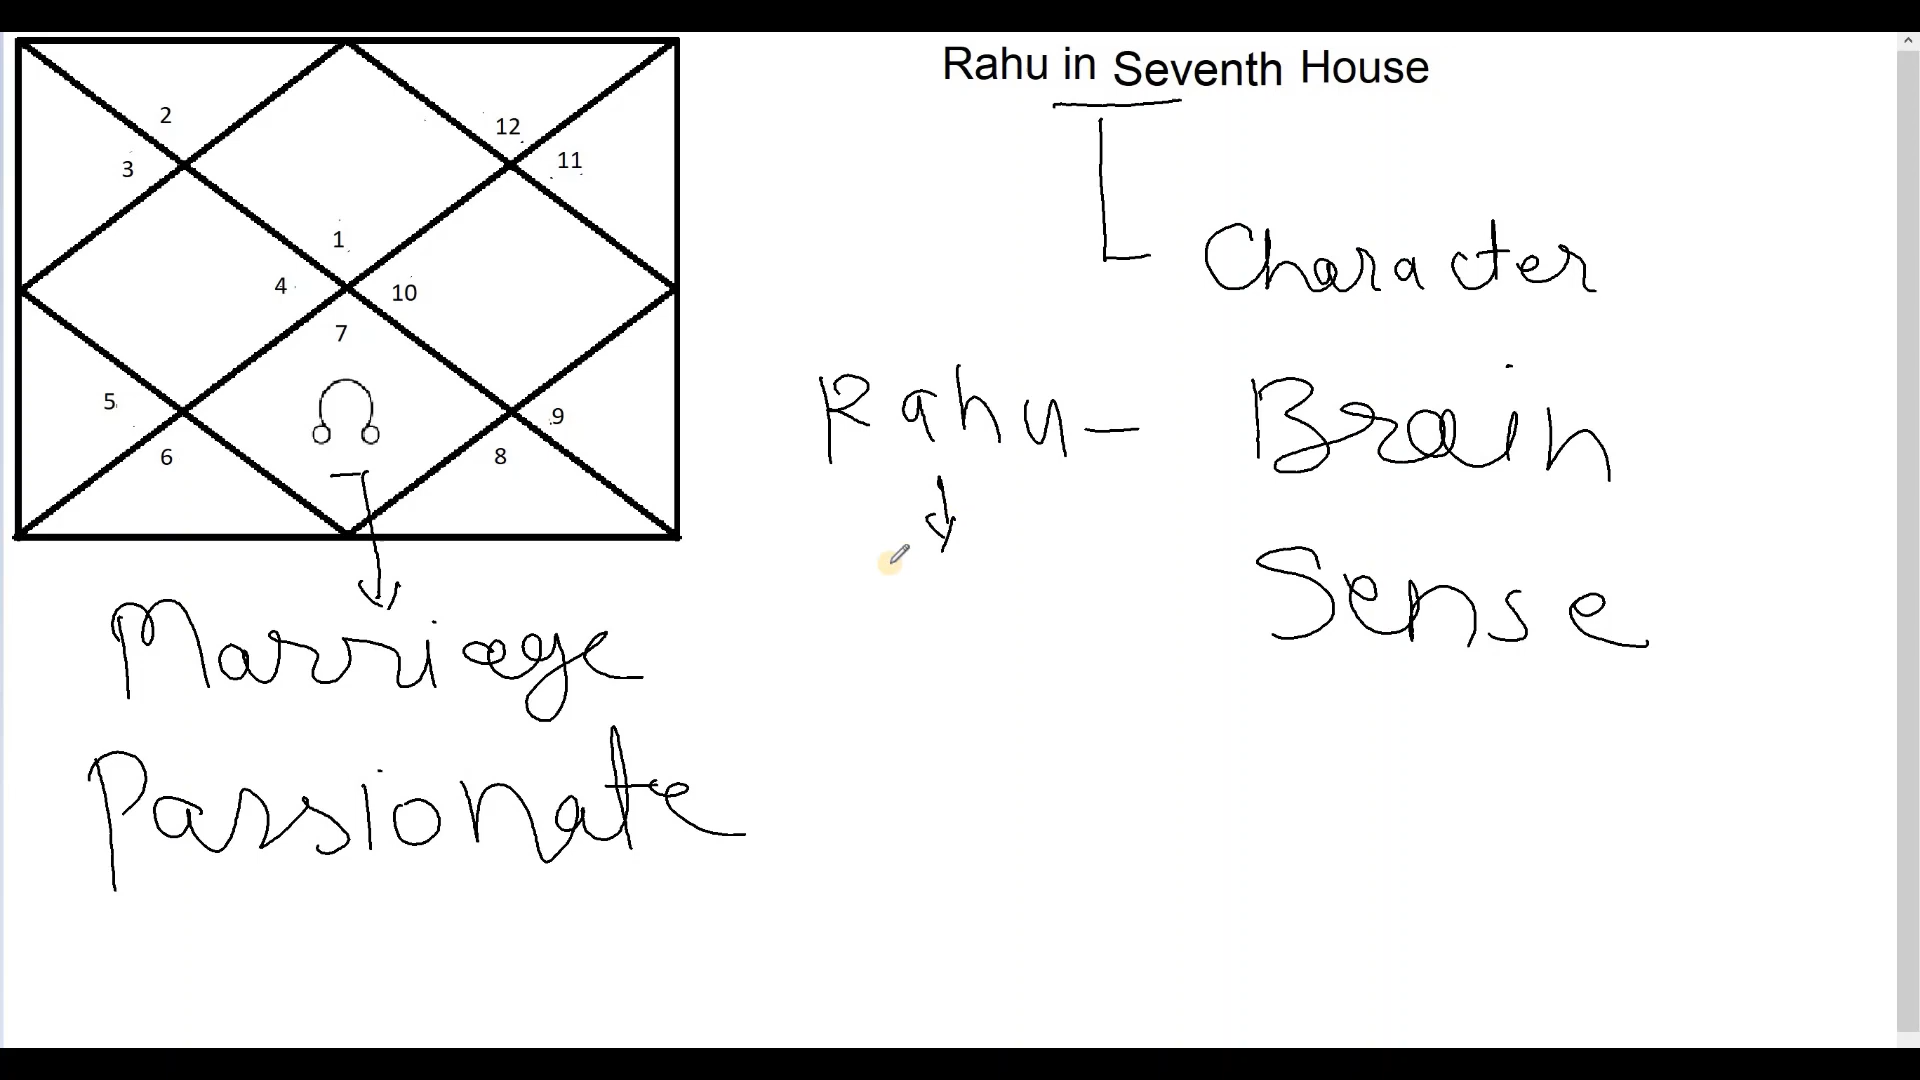 Rahu in Seventh House
2
12
3
11
1
4
10
7
5
9
6
8
Character
Rahu - Brain
Sense
Marriage
Passionate